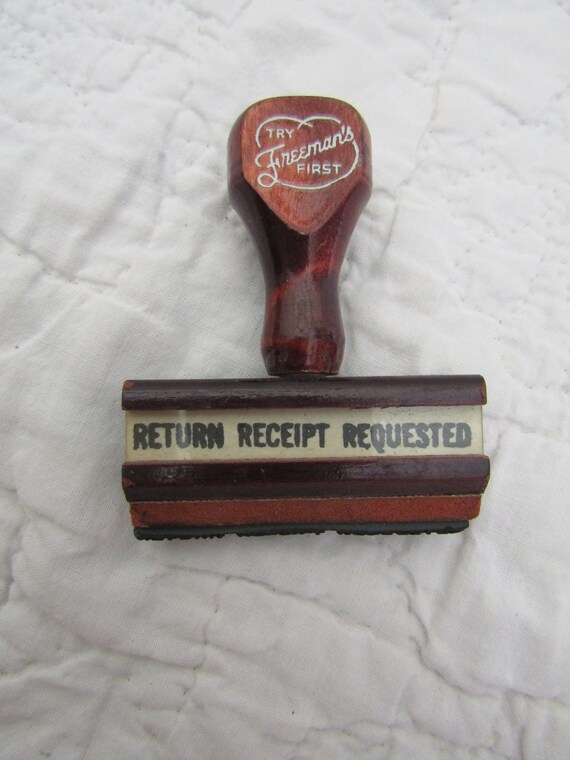 TRY
Freeman's
FIRST
RETURN RECEIPT REQUESTED